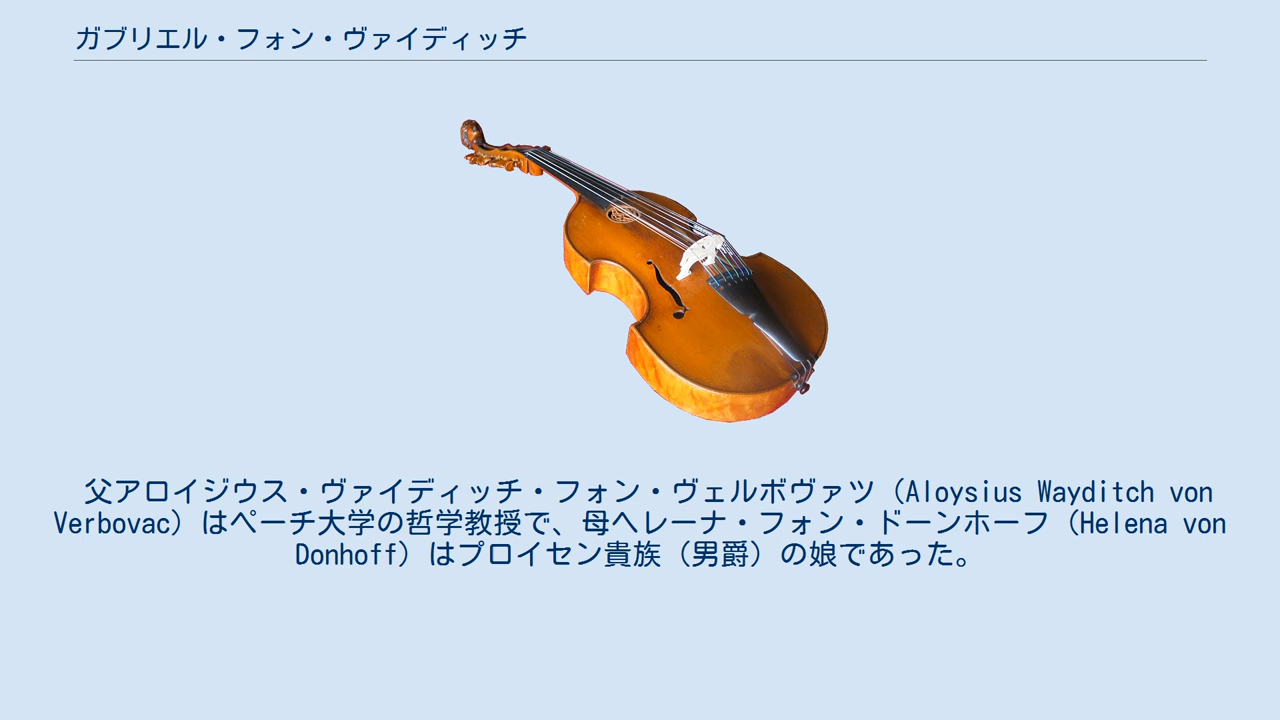 ガブリエル・フォン・ヴァイディッチ
父アロイジウス・ヴァイディッチ・フォン・ヴェルボヴァツ（Aloysius Wayditch von
Verbovac）はペーチ大学の哲学教授で、母ヘレーナ・フォン・ドーンホーフ（Helena von
Donhoff）はプロイセン貴族（男爵）の娘であった。